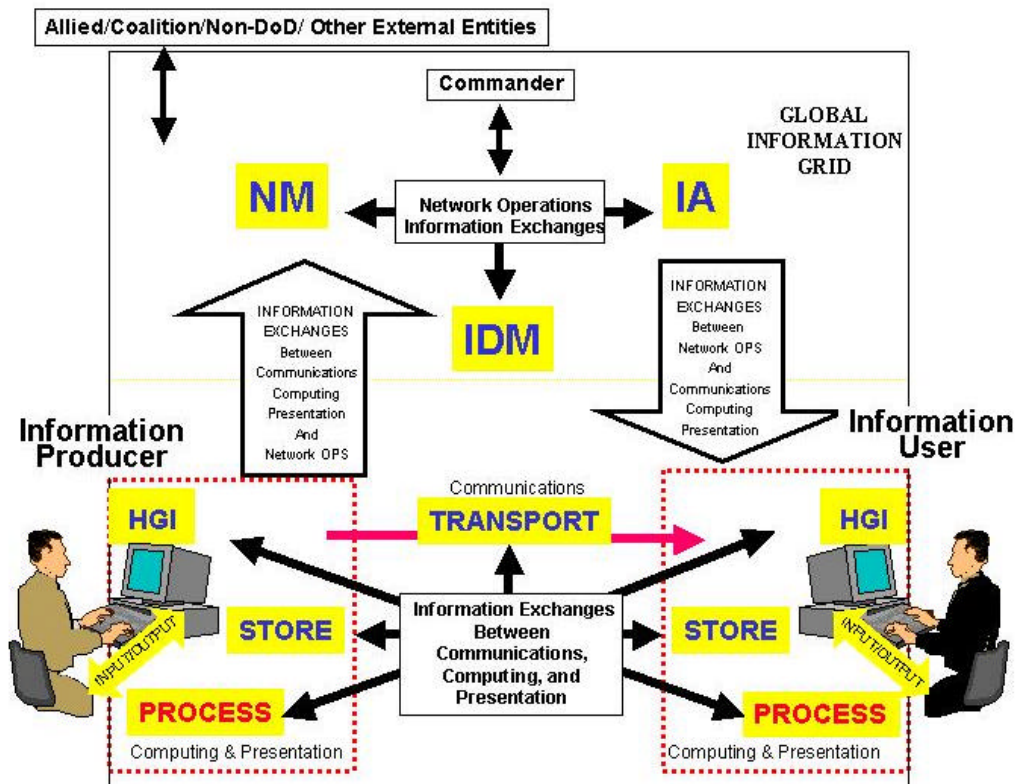 Allied/Coalition/Non-DoD/ Other External Entities
Commander
GLOBAL
INFORMATION
GRID
NM
Network Operations
Information Exchanges
IA
IDM
INFORMATION
EXCHANGES
Between
Communications
Computing
Presentation
And
Network OPS
INFORMATION
EXCHANGES
Between
Network OPS
And
Communications
Computing
Presentation
Information
Producer
Information
User
HGI
Communications
TRANSPORT
HGI
STORE
Information Exchanges
Between
Communications,
Computing, and
Presentation
STORE
INPUT/OUTPUT
INPUT/OUTPUT
PROCESS
PROCESS
Computing & Presentation
Computing & Presentation